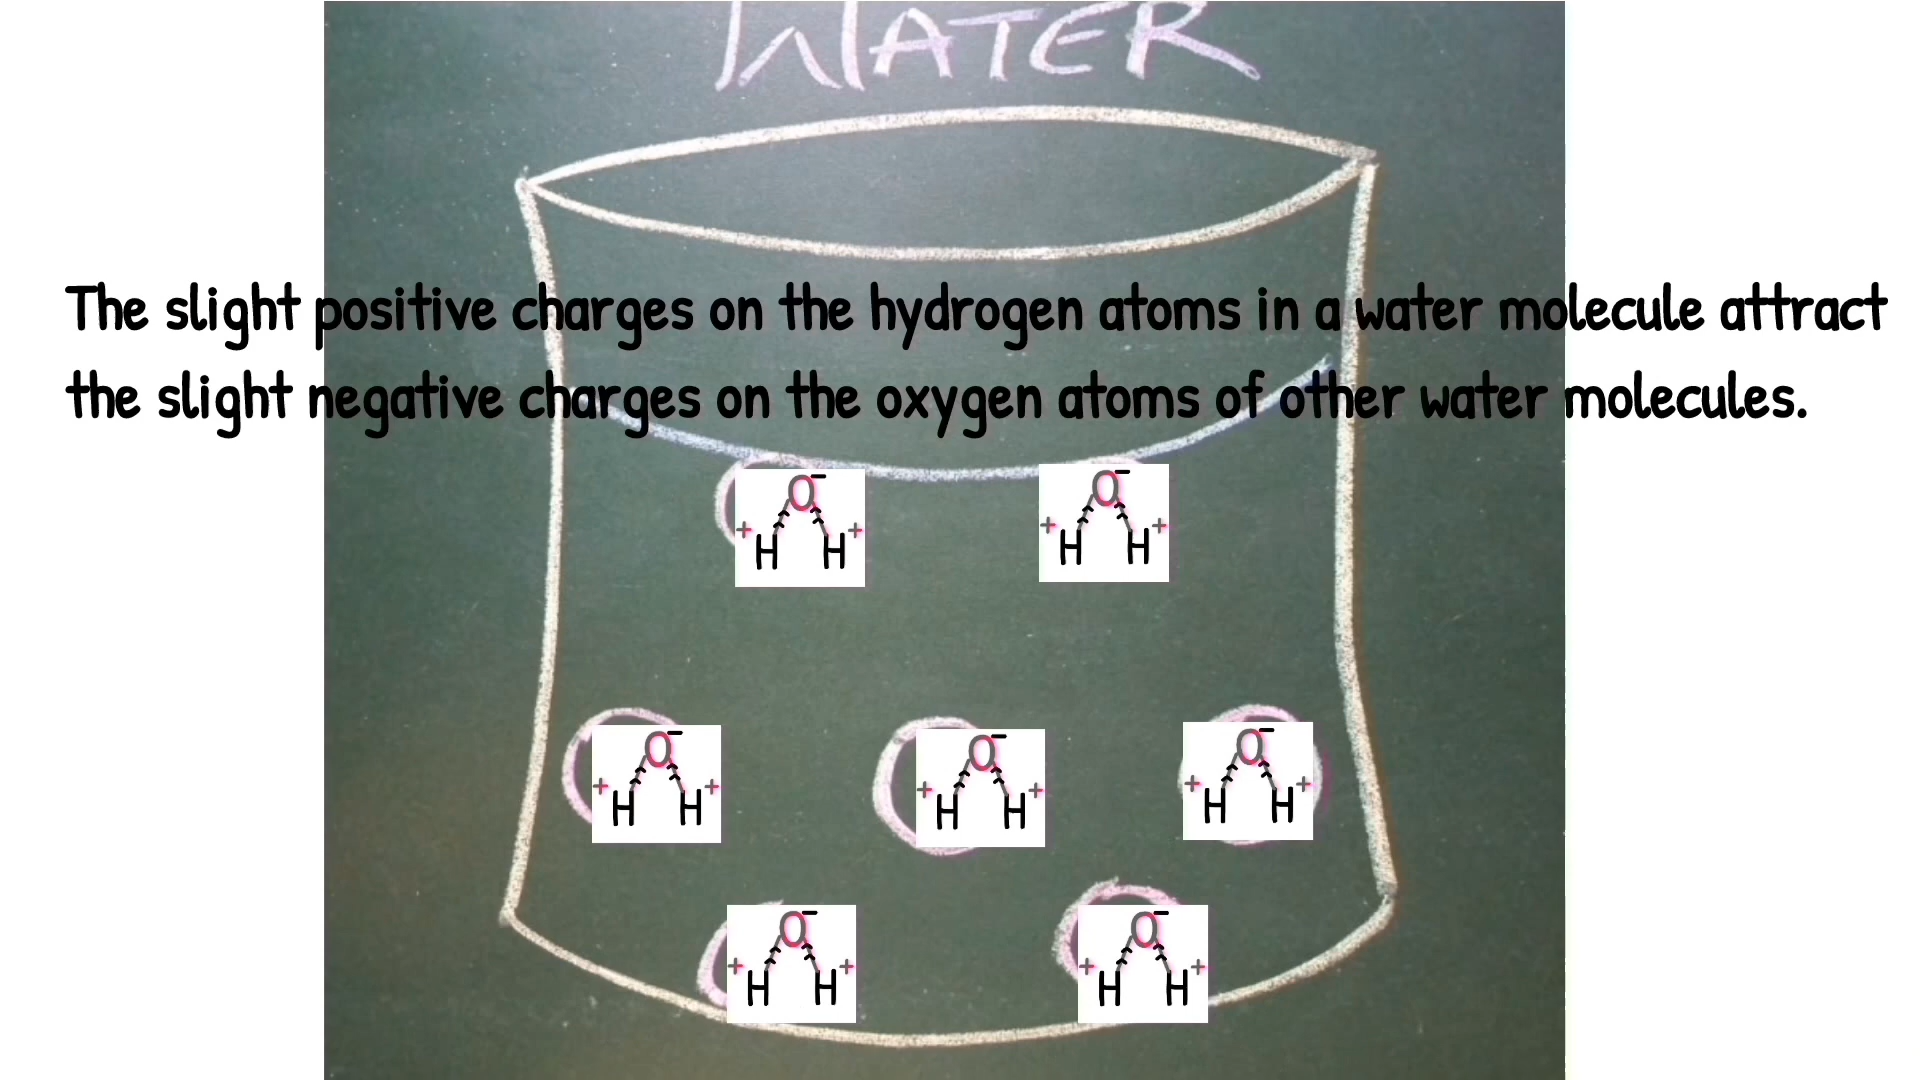 WATER
The slight positive charges on the hydrogen atoms in a water molecule attract
the slight negative charges on the oxygen atoms of other water molecules.
O⁻ O⁻
+ H H + + H H +
O⁻ O⁻ O⁻
+ H H + + H H + + H H +
O⁻ O⁻
+ H H + + H H +